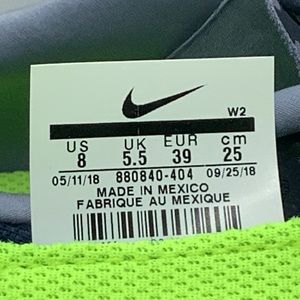 W2
US UK EUR cm
8 5.5 39 25
05/11/18 880840-404 09/25/18
MADE IN MEXICO
FABRIQUE AU MEXIQUE